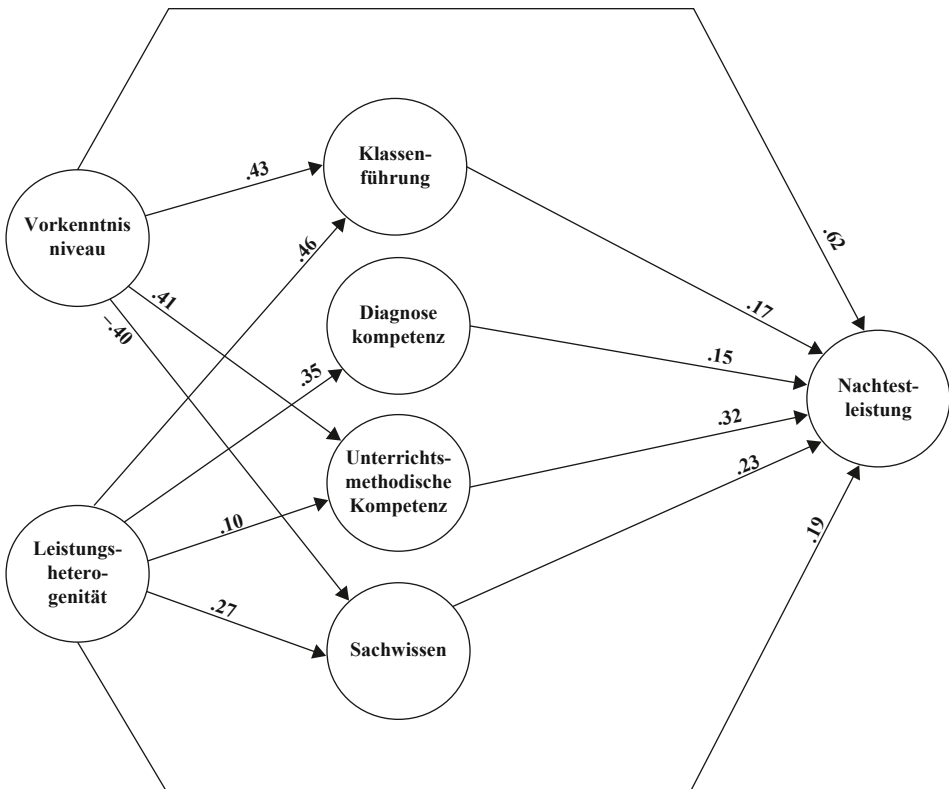 Klassen-
führung
.43
Vorkenntnis
niveau
.46
.62
.41
–.40
Diagnose
kompetenz
.17
.15
.35
Nachtest-
leistung
.32
Unterrichts-
methodische
Kompetenz
.23
.10
.19
Leistungs-
hetero-
genität
.27
Sachwissen